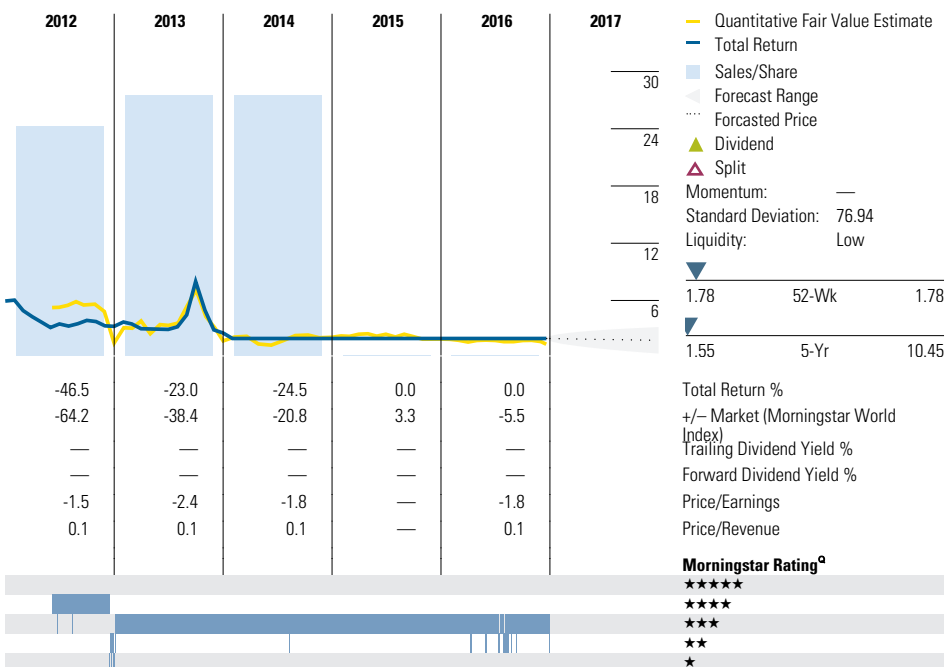 2012 2013 2014 2015 2016 2017
30
24
18
12
6
Quantitative Fair Value Estimate
Total Return
Sales/Share
Forecast Range
Forcasted Price
Dividend
Split
Momentum: —
Standard Deviation: 76.94
Liquidity: Low
1.78 52-Wk 1.78
1.55 5-Yr 10.45
-46.5 -23.0 -24.5 0.0 0.0 Total Return %
-64.2 -38.4 -20.8 3.3 -5.5 +/– Market (Morningstar World
Index)
— — — — — Trailing Dividend Yield %
— — — — — Forward Dividend Yield %
-1.5 -2.4 -1.8 — -1.8 Price/Earnings
0.1 0.1 0.1 — 0.1 Price/Revenue
Morningstar RatingQ
★★★★★
★★★★
★★★
★★
★